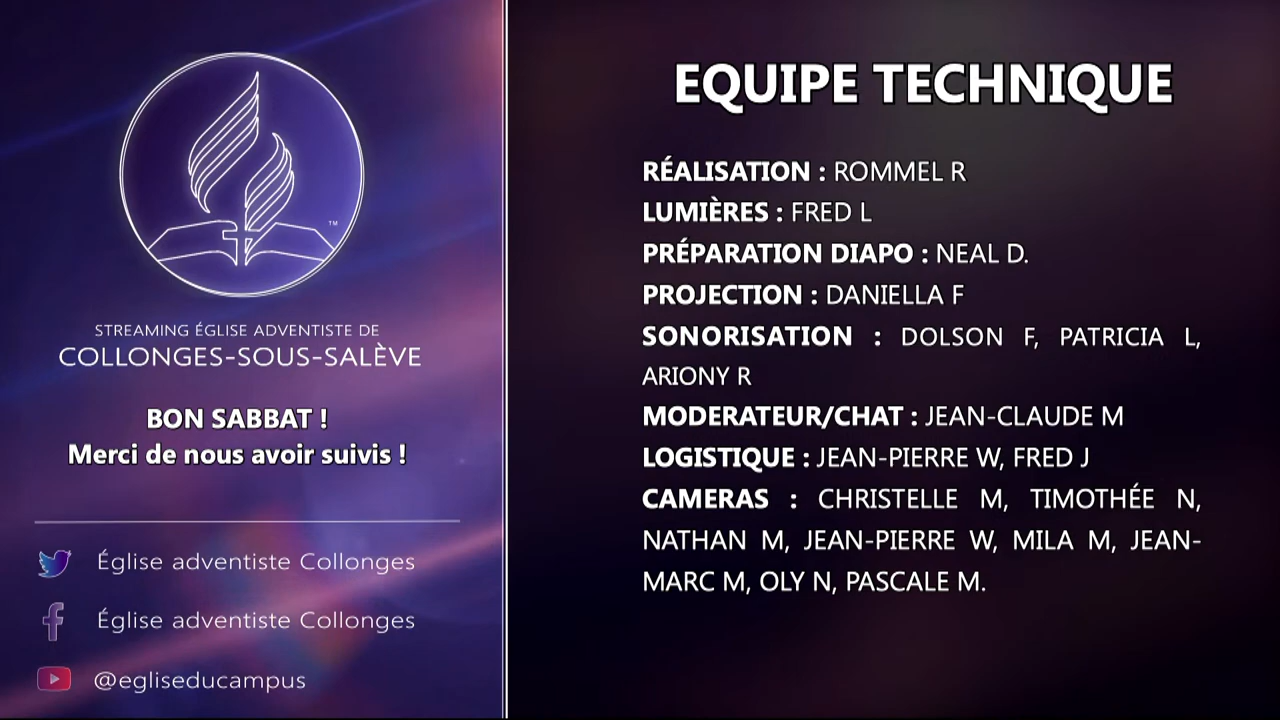 TM
STREAMING ÉGLISE ADVENTISTE DE
COLLONGES-SOUS-SALÈVE
BON SABBAT !
Merci de nous avoir suivis !
Église adventiste Collonges
Église adventiste Collonges
@egliseducampus
EQUIPE TECHNIQUE
RÉALISATION : ROMMEL R
LUMIÈRES : FRED L
PRÉPARATION DIAPO : NEAL D.
PROJECTION : DANIELLA F
SONORISATION : DOLSON F, PATRICIA L,
ARIONY R
MODERATEUR/CHAT : JEAN-CLAUDE M
LOGISTIQUE : JEAN-PIERRE W, FRED J
CAMERAS : CHRISTELLE M, TIMOTHÉE N,
NATHAN M, JEAN-PIERRE W, MILA M, JEAN-
MARC M, OLY N, PASCALE M.